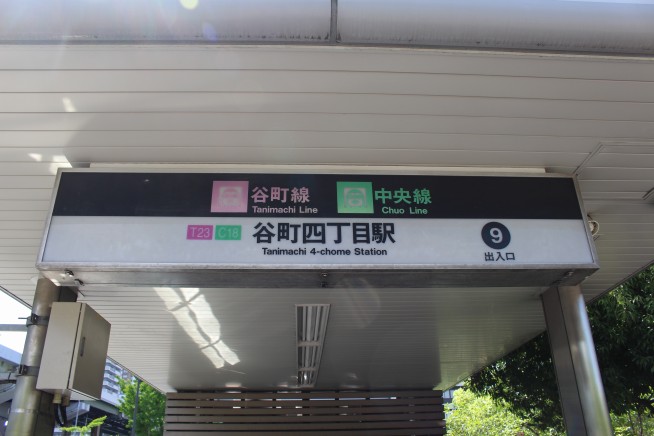 谷町線 中央線
Tanimachi Line Chuo Line
T23 C18 谷町四丁目駅 9
Tanimachi 4-chome Station 出入口